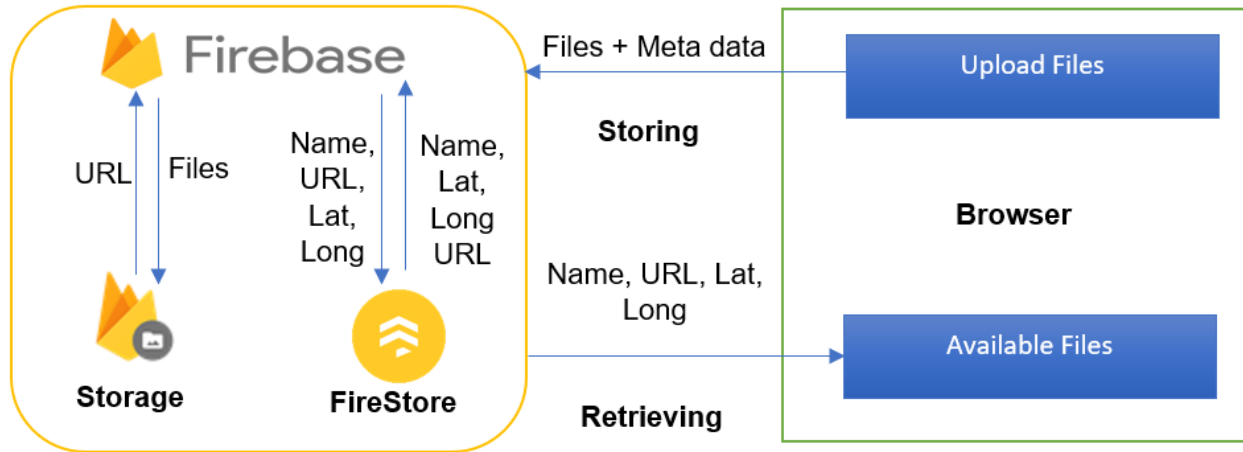 Firebase
Files + Meta data
Upload Files
Storing
URL
Files
Name,
URL,
Lat,
Long
Name,
Lat,
Long
URL
Browser
Name, URL, Lat,
Long
Available Files
Storage
FireStore
Retrieving